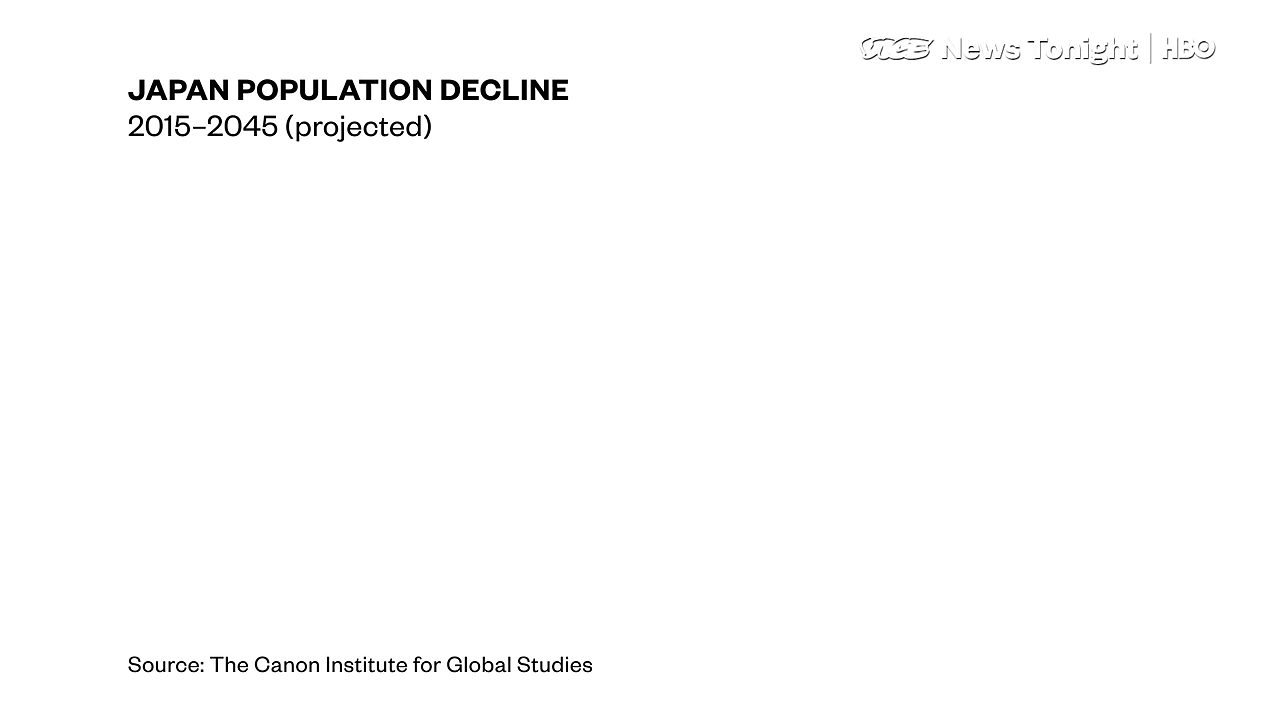 VICE News Tonight | HBO
JAPAN POPULATION DECLINE
2015–2045 (projected)
Source: The Canon Institute for Global Studies